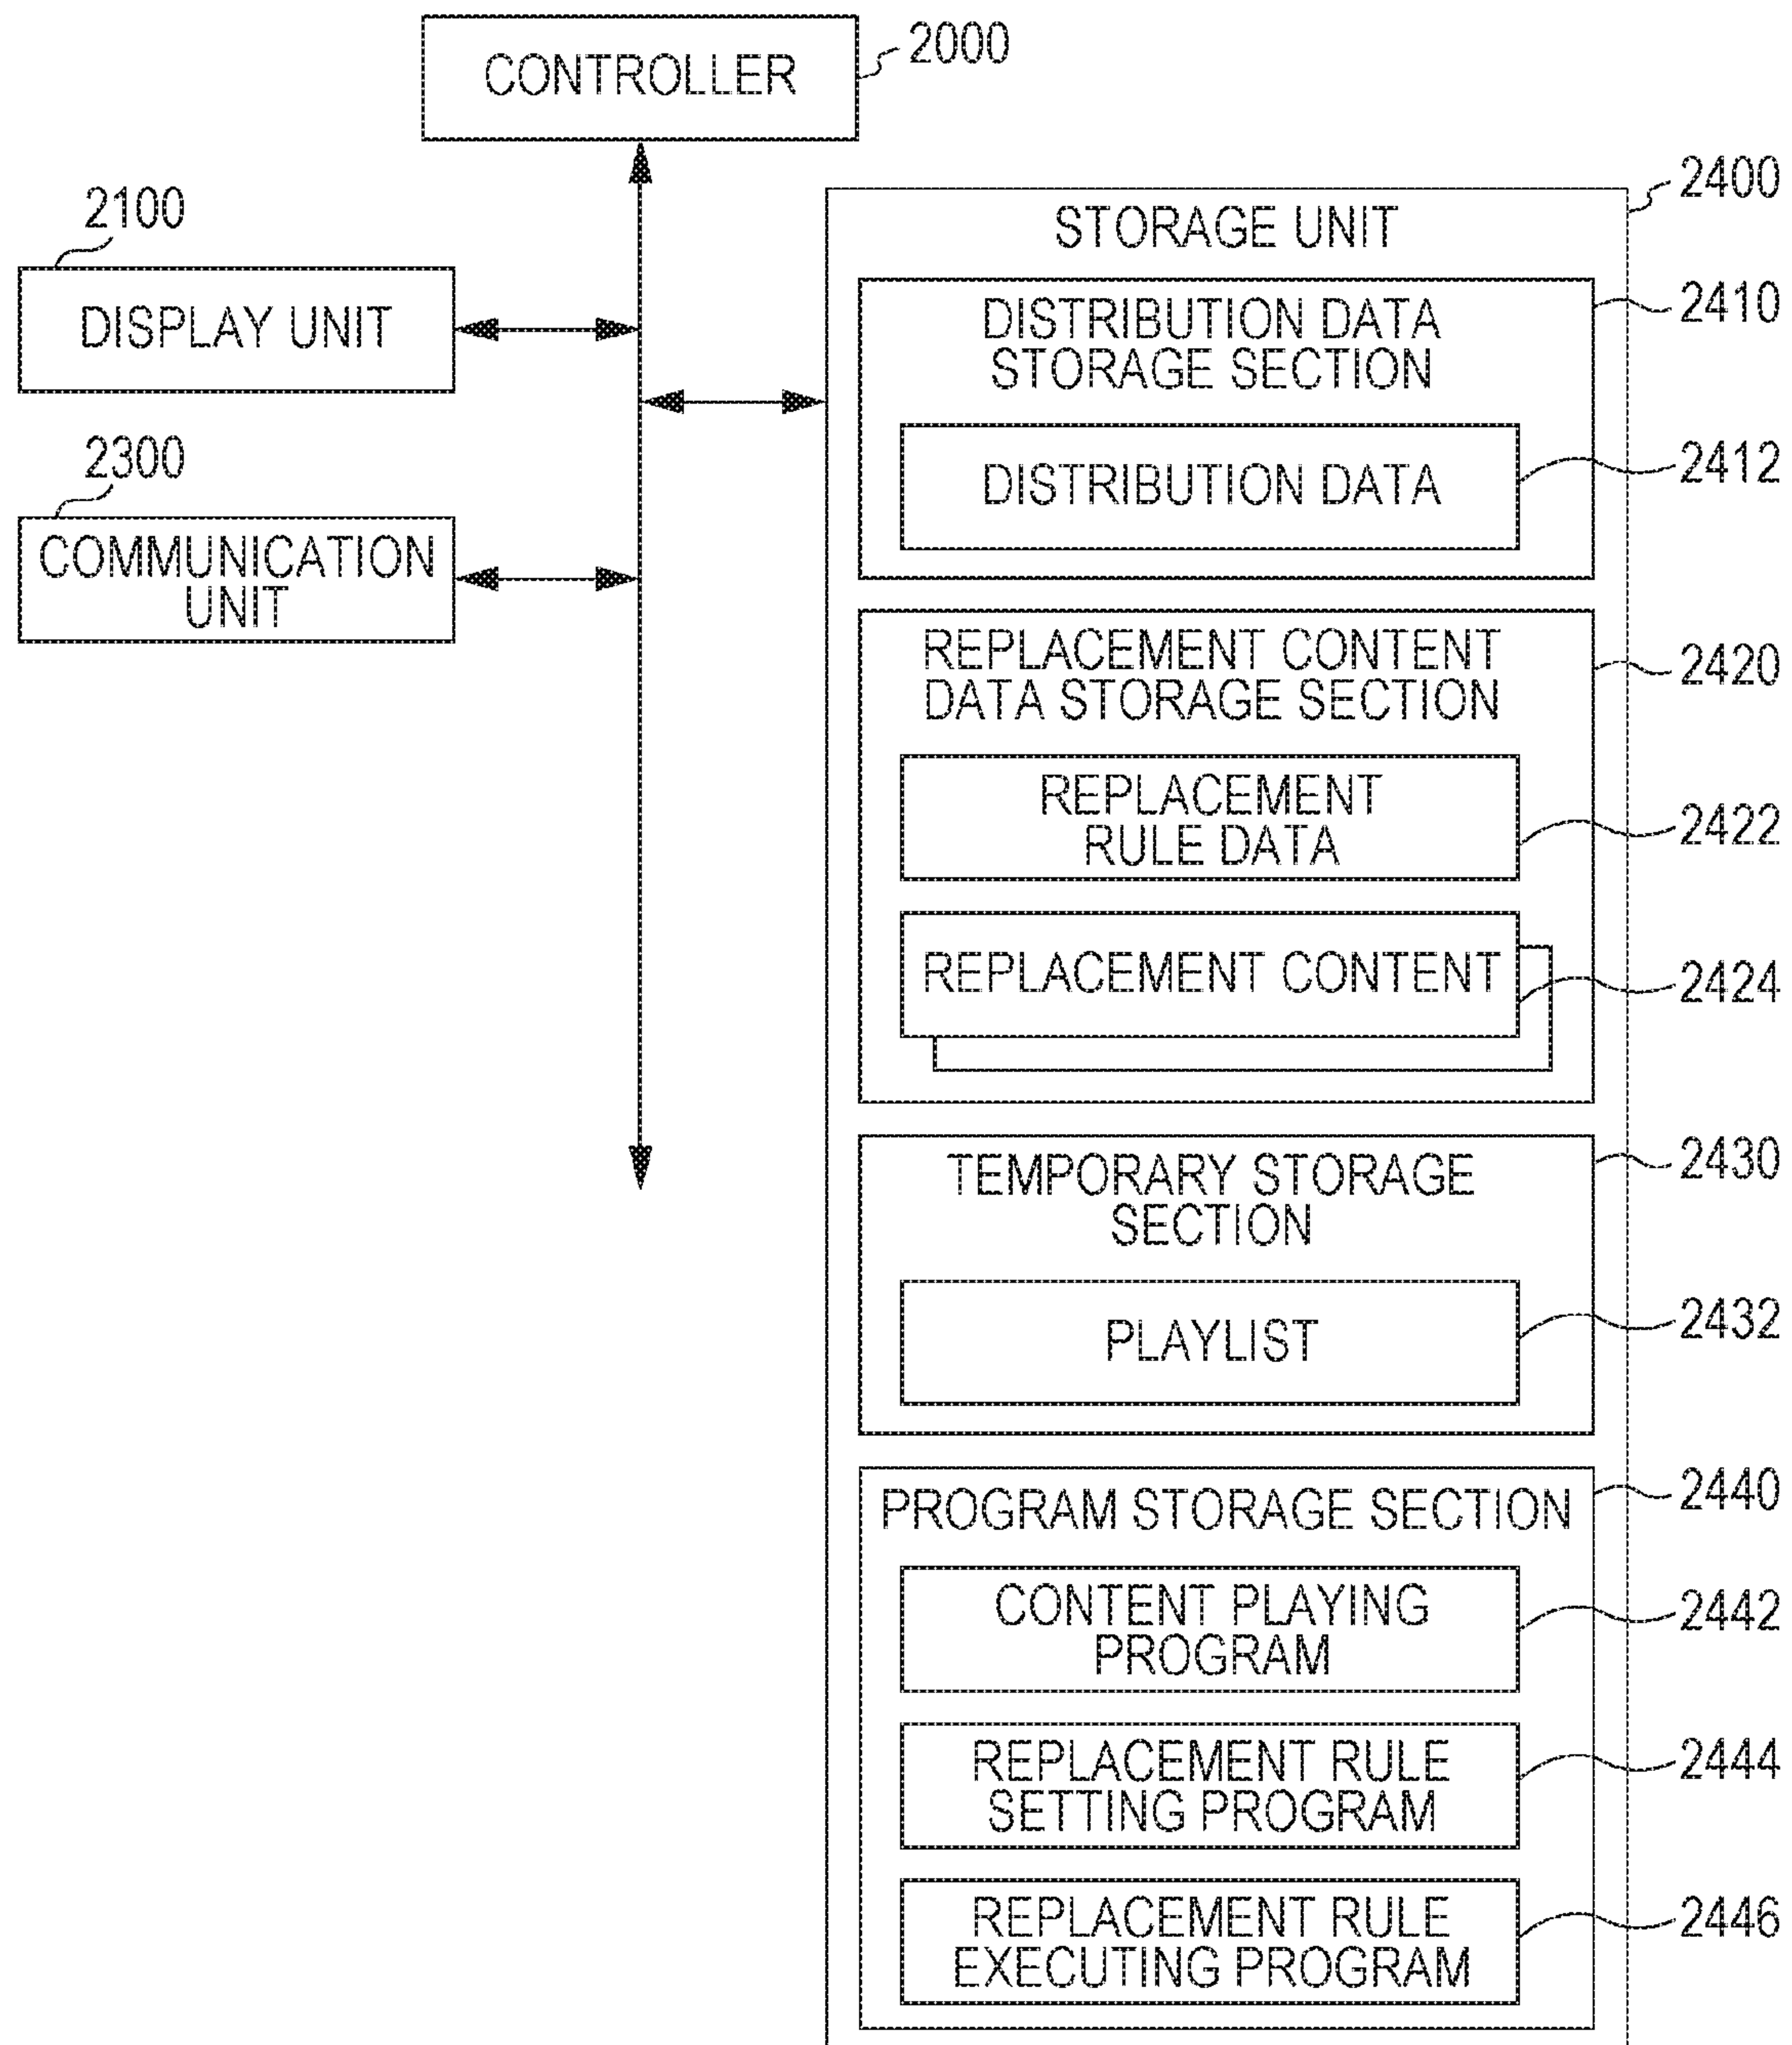 CONTROLLER
2000
2100
DISPLAY UNIT
2300
COMMUNICATION
UNIT
2400
STORAGE UNIT
DISTRIBUTION DATA
STORAGE SECTION
2410
DISTRIBUTION DATA
2412
REPLACEMENT CONTENT
DATA STORAGE SECTION
2420
REPLACEMENT
RULE DATA
2422
REPLACEMENT CONTENT
2424
TEMPORARY STORAGE
SECTION
2430
PLAYLIST
2432
PROGRAM STORAGE SECTION
2440
CONTENT PLAYING
PROGRAM
2442
REPLACEMENT RULE
SETTING PROGRAM
2444
REPLACEMENT RULE
EXECUTING PROGRAM
2446